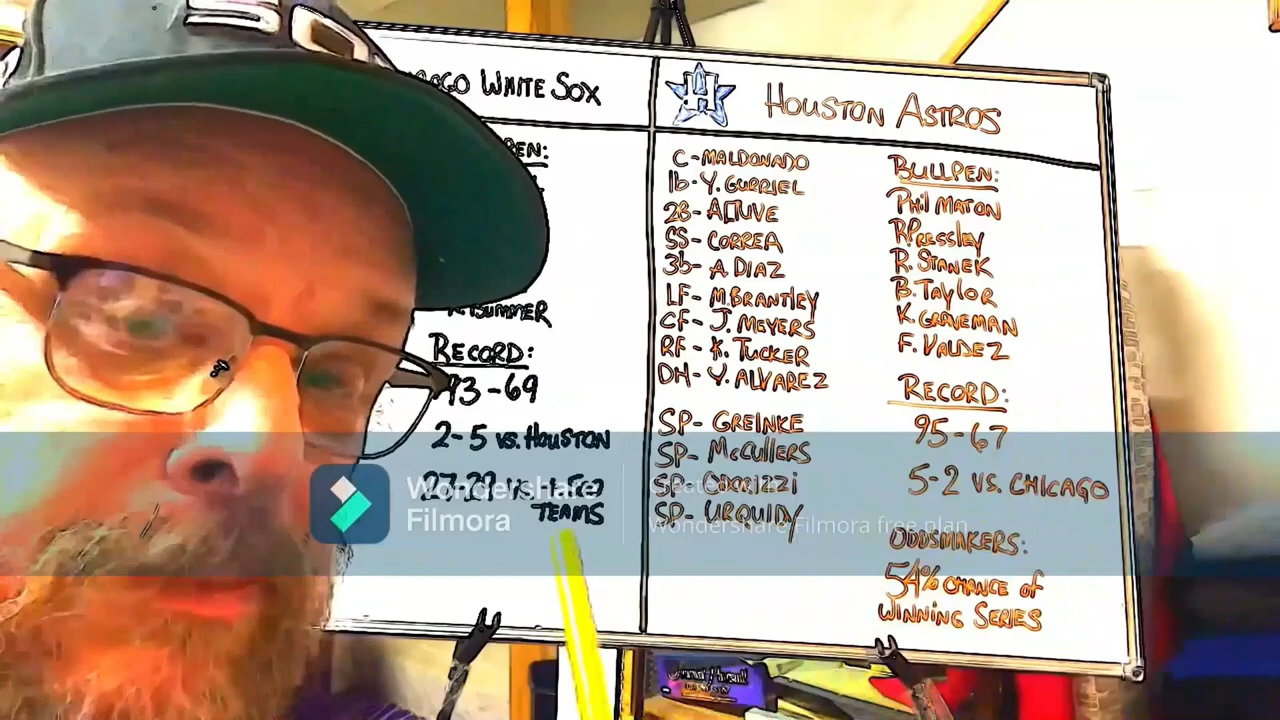 WHITE SOX
RECORD:
93-69
2-5 vs. HOUSTON
TEAMS
H HOUSTON ASTROS
C-MALDONADO
1b-Y. GURRIEL
2B-ALTUVE
SS-CORREA
3b-A. DIAZ
LF-M. BRANTLEY
CF-J. MEYERS
RF-K. TUCKER
DH-Y. ALVAREZ
SP-GREINKE
SP-McCULLERS
SP-ODORIZZI
SP-URQUIDY
BULLPEN:
Phil MATON
R. PRESSLEY
R. STANEK
B. TAYLOR
K. GRAVEMAN
F. VALDEZ
RECORD:
95-67
5-2 VS. CHICAGO
ODDSMAKERS:
54% CHANCE of
WINNING SERIES
Wondershare
Filmora
Wondershare Filmora free plan